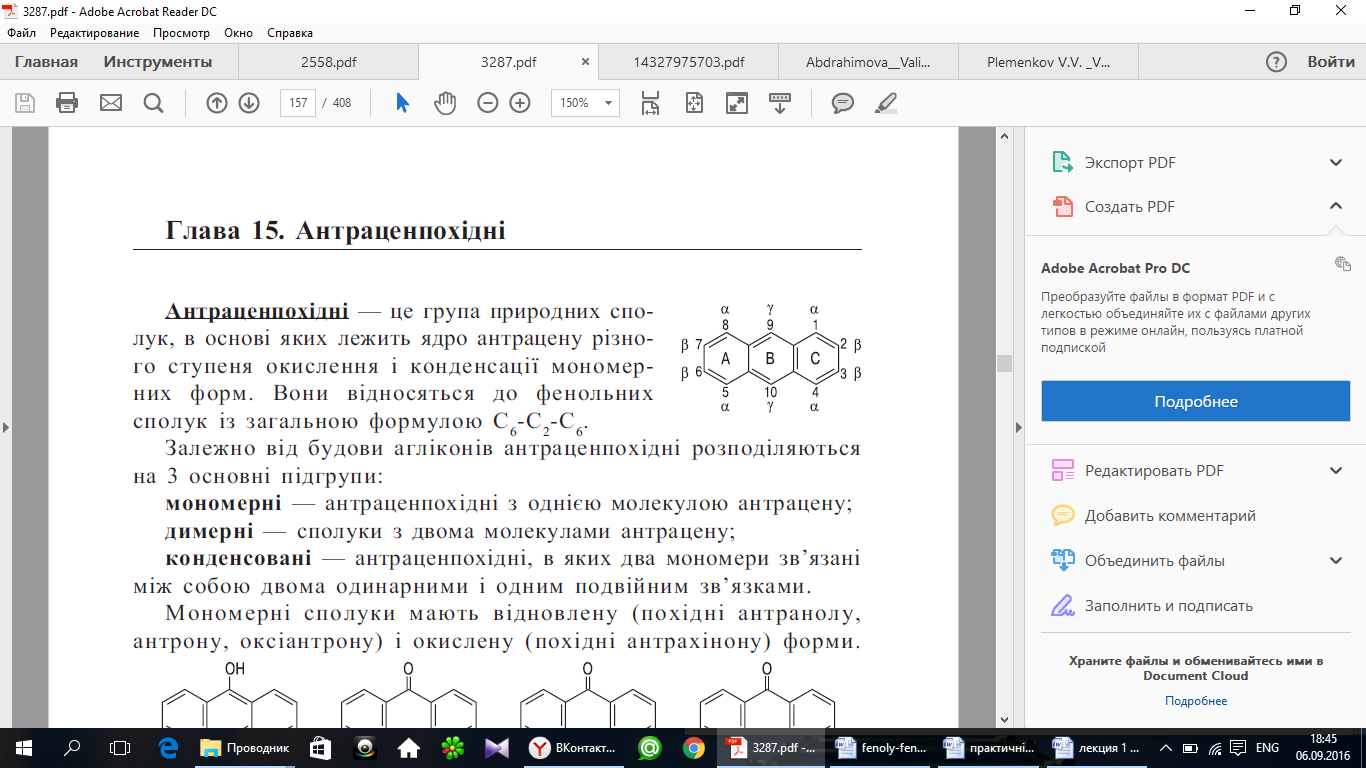 3287.pdf - Adobe Acrobat Reader DC
Файл Редактирование Просмотр Окно Справка
Главная Инструменты 2558.pdf 3287.pdf × 14327975703.pdf Abdrahimova__Vali... Plemenkov V.V. _V... ? Войти
157 / 408 150%
Глава 15. Антраценпохідні
Антраценпохідні — це група природних спо-
лук, в основі яких лежить ядро антрацену різно-
го ступеня окислення і конденсації мономер-
них форм. Вони відносяться до фенольних
сполук із загальною формулою C6-C2-C6.
α γ α
8 9 1
β 7 2 β
A B C
β 6 3 β
5 10 4
α γ α
Залежно від будови агліконів антраценпохідні розподіляються
на 3 основні підгрупи:
мономерні — антраценпохідні з однією молекулою антрацену;
димерні — сполуки з двома молекулами антрацену;
конденсовані — антраценпохідні, в яких два мономери зв’язані
між собою двома одинарними і одним подвійним зв’язками.
Мономерні сполуки мають відновлену (похідні антранолу,
антрону, оксіантрону) і окислену (похідні антрахінону) форми.
OH O O O
Экспорт PDF
Создать PDF
Adobe Acrobat Pro DC
Преобразуйте файлы в формат PDF и с
легкостью объединяйте их с файлами других
типов в режиме онлайн, пользуясь платной
подпиской
Подробнее
Редактировать PDF
Добавить комментарий
Объединить файлы
Заполнить и подписать
Храните файлы и обменивайтесь ими в
Document Cloud
Подробнее
Проводник ВКонтакт... 3287.pdf -... fenoly-fen... практичні... лекция 1 ... ENG 18:45
06.09.2016